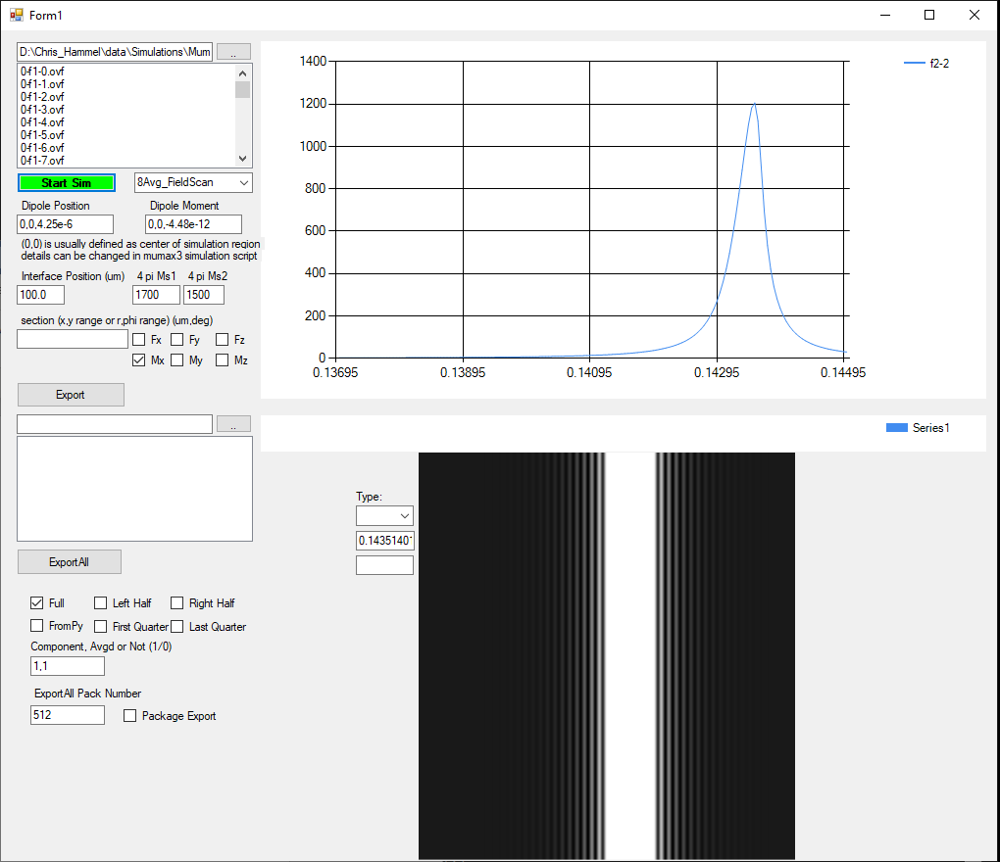 Form1
D:\Chris_Hammel\data\Simulations\Mum
..
0-f1-0.ovf
0-f1-1.ovf
0-f1-2.ovf
0-f1-3.ovf
0-f1-4.ovf
0-f1-5.ovf
0-f1-6.ovf
0-f1-7.ovf
Start Sim
8Avg_FieldScan
Dipole Position
Dipole Moment
0,0,4.25e-6
0,0,-4.48e-12
(0,0) is usually defined as center of simulation region
details can be changed in mumax3 simulation script
Interface Position (um)
4 pi Ms1
4 pi Ms2
100.0
1700
1500
section (x,y range or r,phi range) (um,deg)
Fx
Fy
Fz
Mx
My
Mz
Export
..
ExportAll
Full
Left Half
Right Half
FromPy
First Quarter
Last Quarter
Component, Avgd or Not (1/0)
1,1
ExportAll Pack Number
512
Package Export
1400
1200
1000
800
600
400
200
0
0.13695
0.13895
0.14095
0.14295
0.14495
f2-2
Series1
Type:
0.1435140